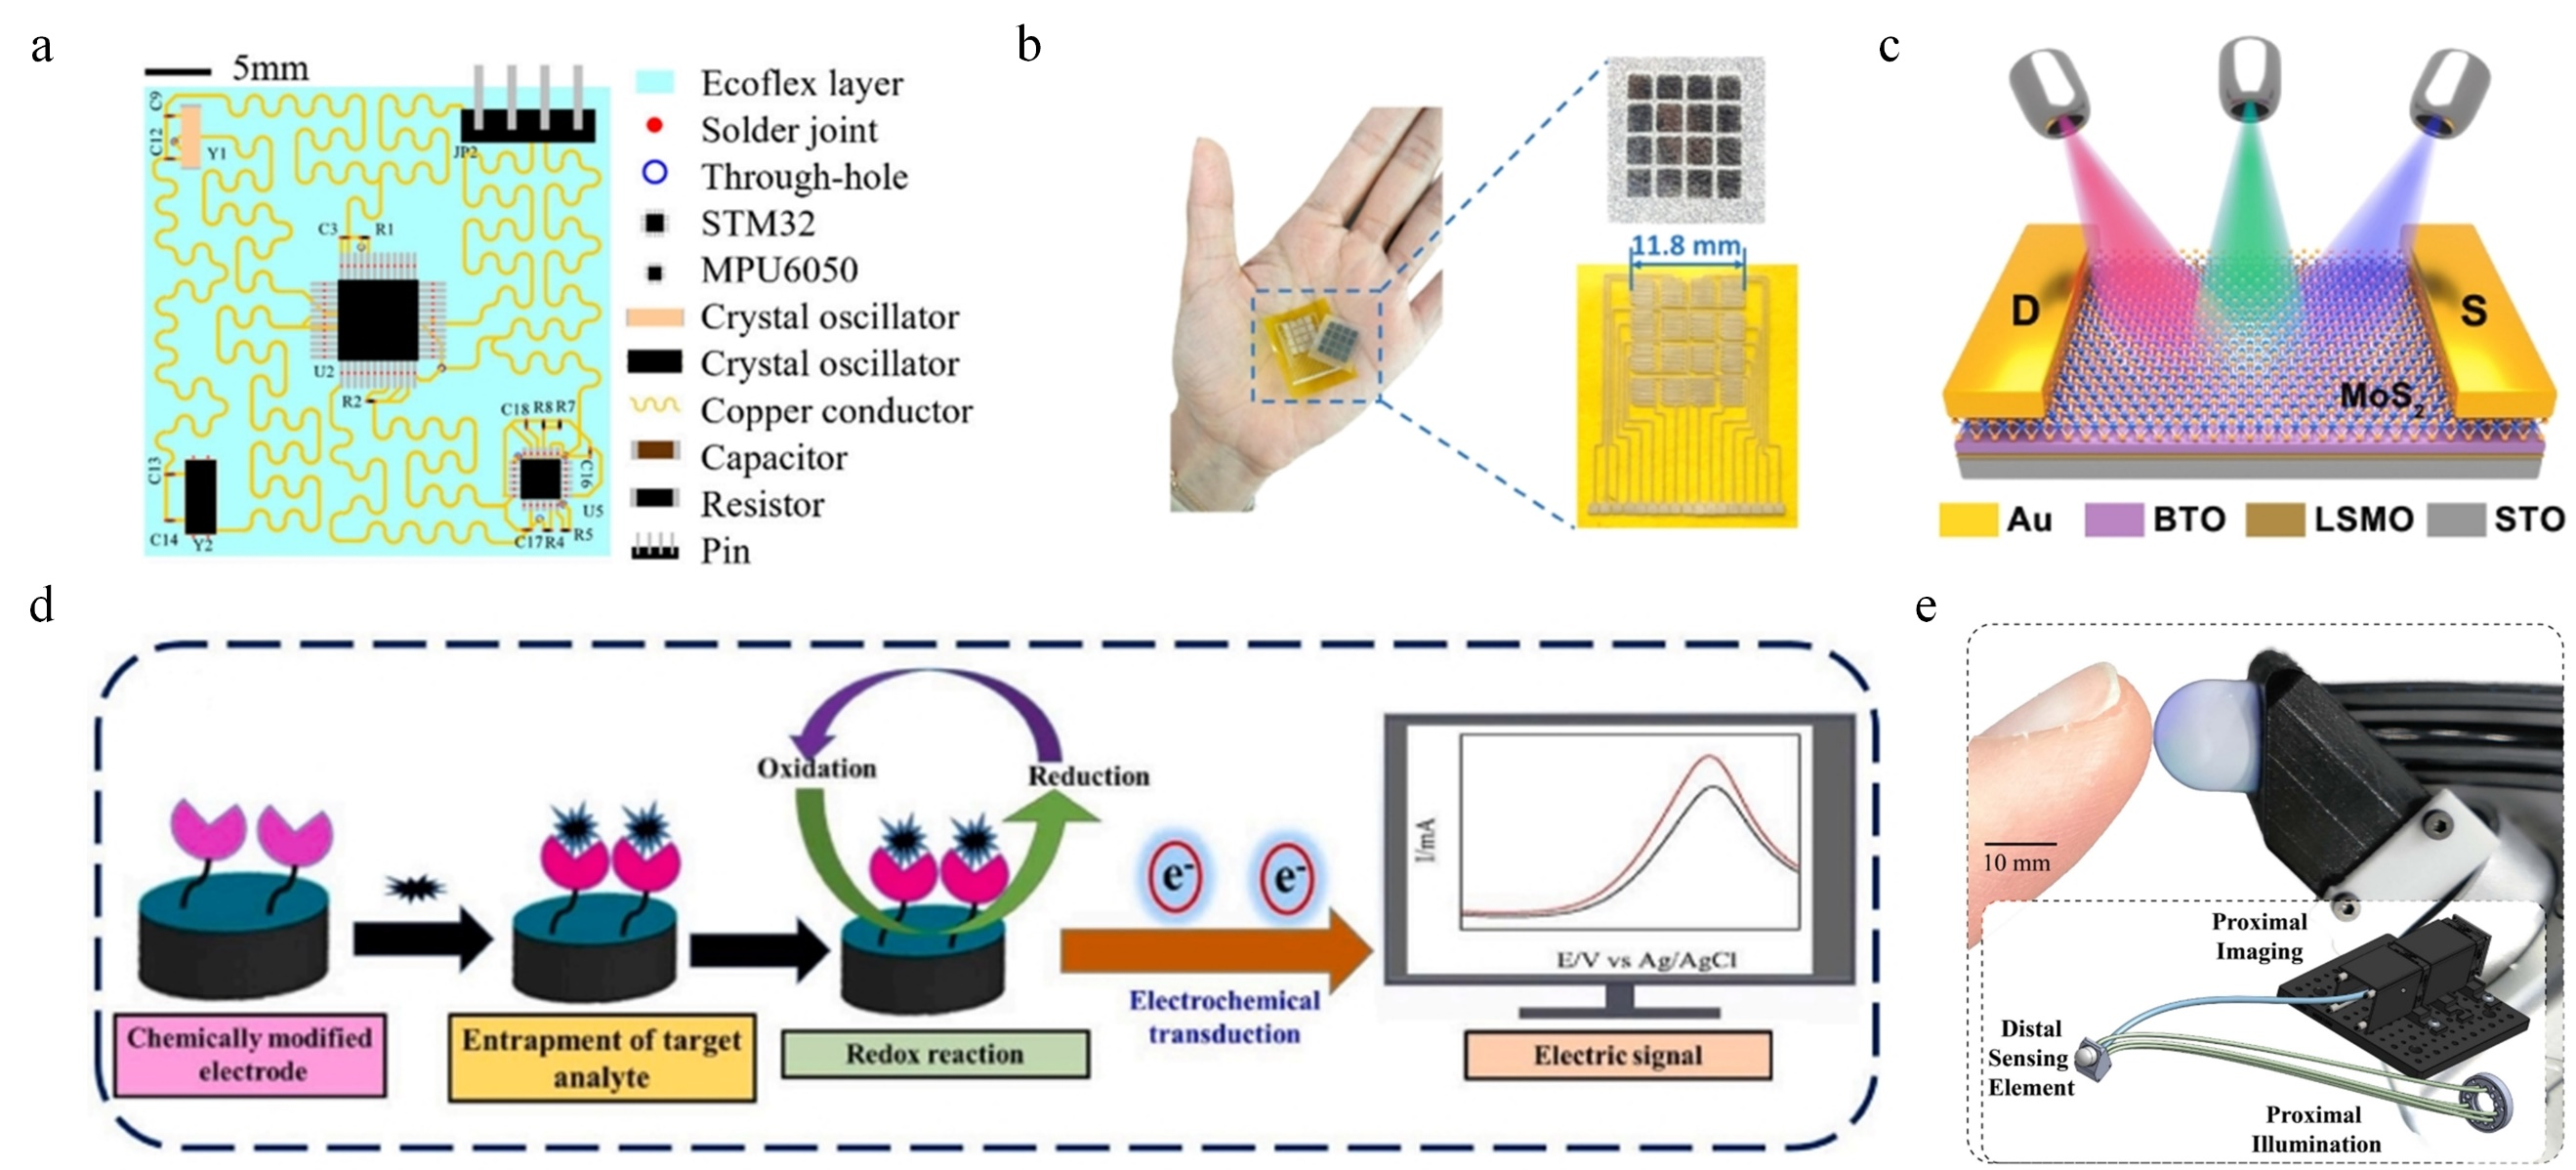 a
5mm
C9
C12
Y1
JP2
C3
R1
U2
R2
C18 R8 R7
C16
U5
C17 R4 R5
C13
C14
Y2
Ecoflex layer
Solder joint
Through-hole
STM32
MPU6050
Crystal oscillator
Crystal oscillator
Copper conductor
Capacitor
Resistor
Pin
b
11.8 mm
c
D
S
MoS2
Au
BTO
LSMO
STO
d
Oxidation
Reduction
e-
e-
Electrochemical
transduction
I/mA
E/V vs Ag/AgCl
Chemically modified
electrode
Entrapment of target
analyte
Redox reaction
Electric signal
e
10 mm
Proximal
Imaging
Distal
Sensing
Element
Proximal
Illumination